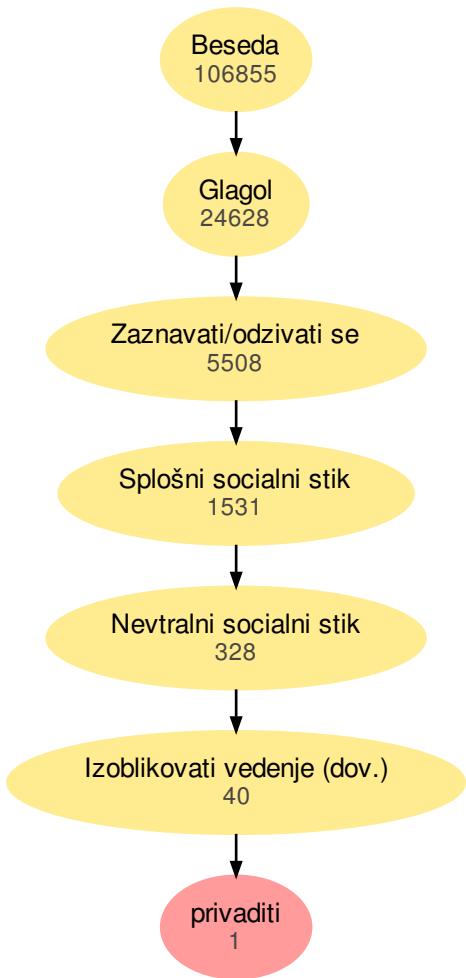 Beseda
106855
Glagol
24628
Zaznavati/odzivati se
5508
Splošni socialni stik
1531
Nevtralni socialni stik
328
Izoblikovati vedenje (dov.)
40
privaditi
1